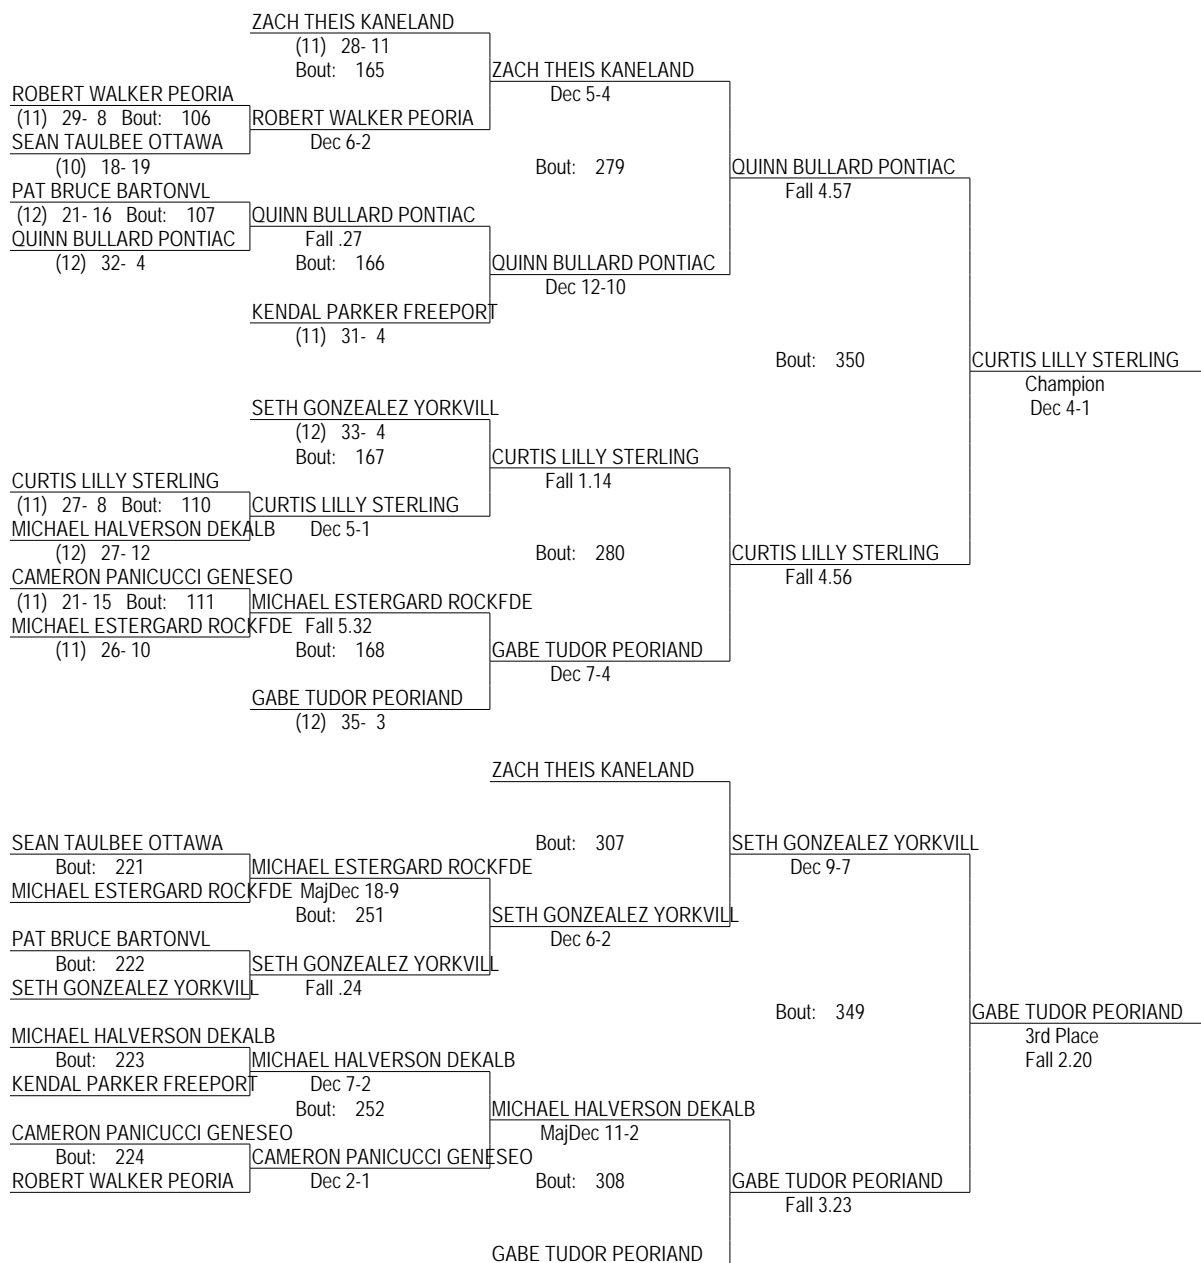 ZACH THEIS KANELAND
(11) 28- 11
Bout: 165
ZACH THEIS KANELAND
Dec 5-4
ROBERT WALKER PEORIA
(11) 29- 8 Bout: 106
ROBERT WALKER PEORIA
SEAN TAULBEE OTTAWA
Dec 6-2
(10) 18- 19
Bout: 279
QUINN BULLARD PONTIAC
Fall 4.57
PAT BRUCE BARTONVL
(12) 21- 16 Bout: 107
QUINN BULLARD PONTIAC
QUINN BULLARD PONTIAC
Fall .27
(12) 32- 4
Bout: 166
QUINN BULLARD PONTIAC
Dec 12-10
KENDAL PARKER FREEPORT
(11) 31- 4
Bout: 350
CURTIS LILLY STERLING
Champion
Dec 4-1
SETH GONZEALEZ YORKVILL
(12) 33- 4
Bout: 167
CURTIS LILLY STERLING
Fall 1.14
CURTIS LILLY STERLING
(11) 27- 8 Bout: 110
CURTIS LILLY STERLING
MICHAEL HALVERSON DEKALB
Dec 5-1
(12) 27- 12
Bout: 280
CURTIS LILLY STERLING
Fall 4.56
CAMERON PANICUCCI GENESEO
(11) 21- 15 Bout: 111
MICHAEL ESTERGARD ROCKFDE
MICHAEL ESTERGARD ROCKFDE
Fall 5.32
(11) 26- 10
Bout: 168
GABE TUDOR PEORIAND
Dec 7-4
GABE TUDOR PEORIAND
(12) 35- 3
ZACH THEIS KANELAND
Bout: 307
SETH GONZEALEZ YORKVILL
Dec 9-7
SEAN TAULBEE OTTAWA
Bout: 221
MICHAEL ESTERGARD ROCKFDE
MICHAEL ESTERGARD ROCKFDE
MajDec 18-9
Bout: 251
SETH GONZEALEZ YORKVILL
Dec 6-2
PAT BRUCE BARTONVL
Bout: 222
SETH GONZEALEZ YORKVILL
SETH GONZEALEZ YORKVILL
Fall .24
Bout: 349
GABE TUDOR PEORIAND
3rd Place
Fall 2.20
MICHAEL HALVERSON DEKALB
Bout: 223
MICHAEL HALVERSON DEKALB
KENDAL PARKER FREEPORT
Dec 7-2
Bout: 252
MICHAEL HALVERSON DEKALB
MajDec 11-2
CAMERON PANICUCCI GENESEO
Bout: 224
CAMERON PANICUCCI GENESEO
ROBERT WALKER PEORIA
Dec 2-1
Bout: 308
GABE TUDOR PEORIAND
Fall 3.23
GABE TUDOR PEORIAND